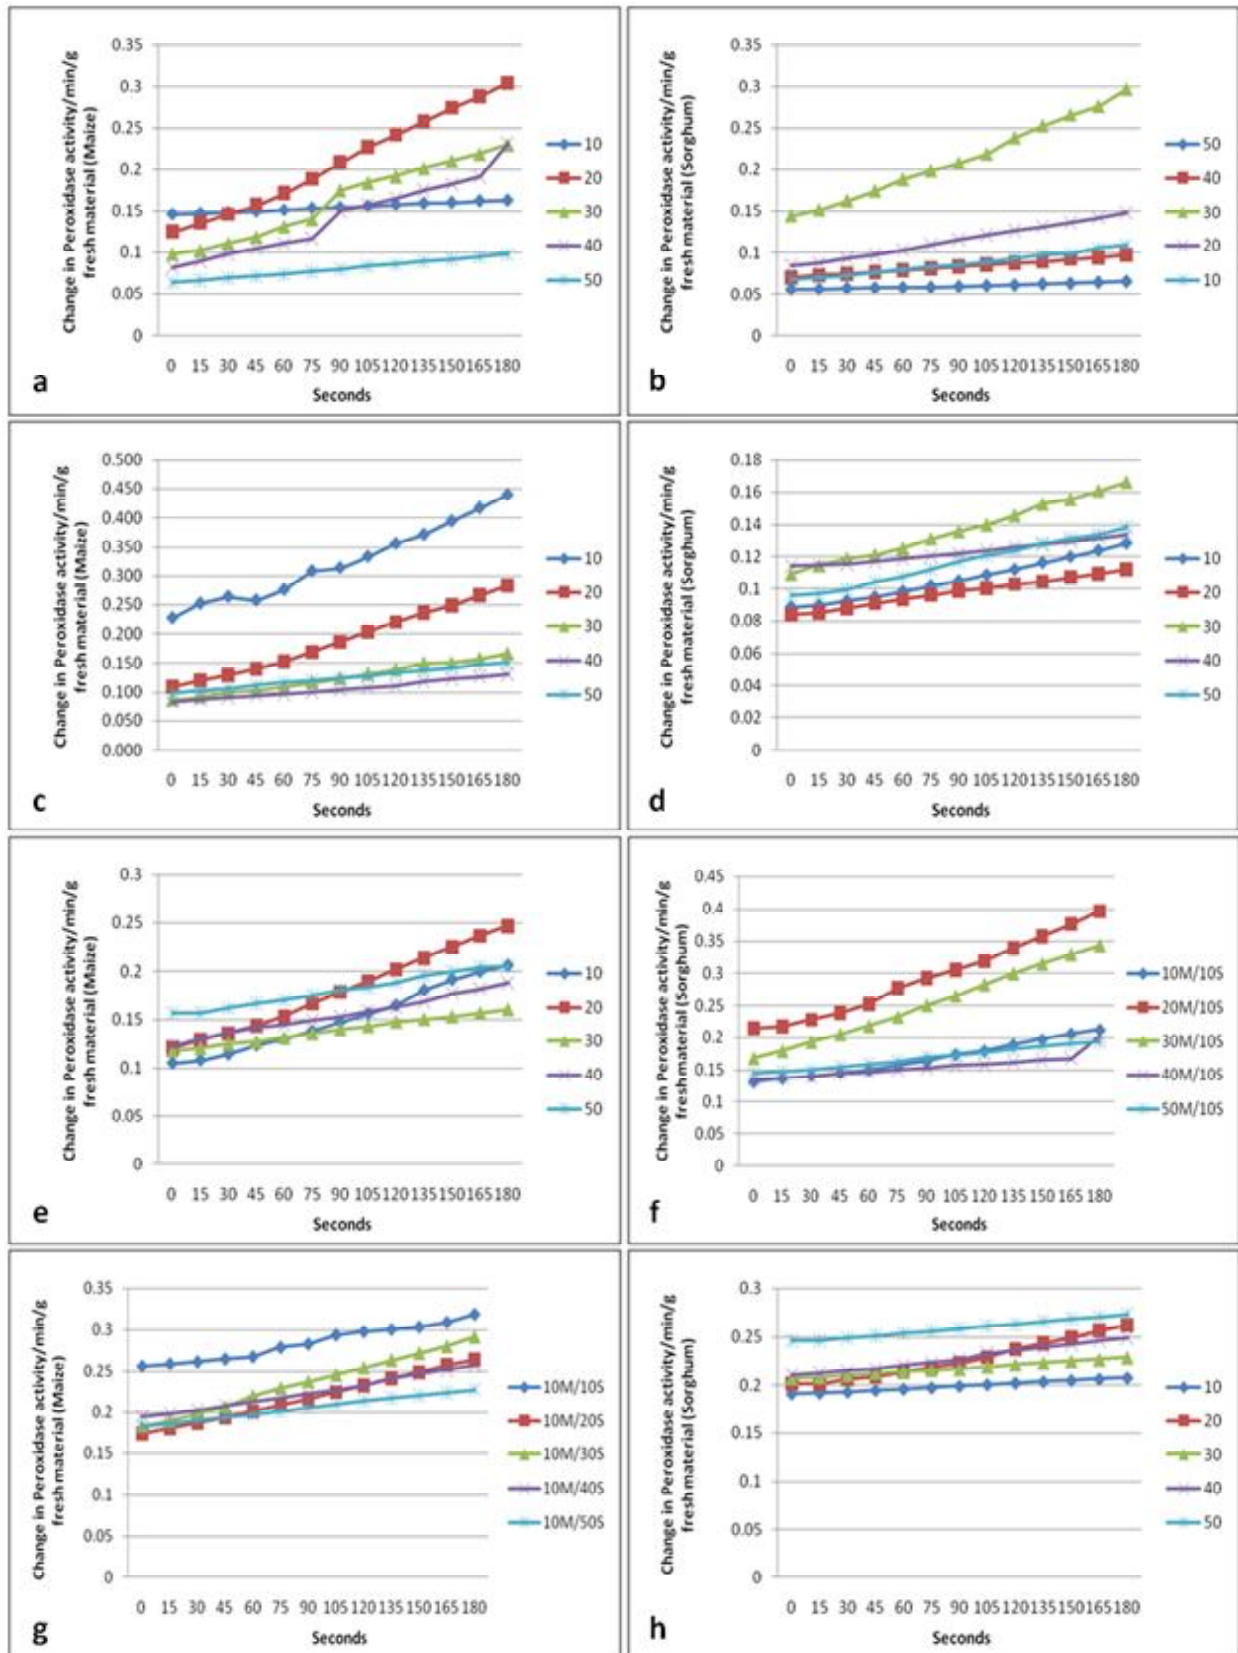 Change in Peroxidase activity/min/g
fresh material (Maize)
0.35
0.3
0.25
0.2
0.15
0.1
0.05
0
0 15 30 45 60 75 90 105 120 135 150 165 180
Seconds
10
20
30
40
50
a
Change in Peroxidase activity/min/g
fresh material (Sorghum)
0.35
0.3
0.25
0.2
0.15
0.1
0.05
0
0 15 30 45 60 75 90 105 120 135 150 165 180
Seconds
50
40
30
20
10
b
Change in Peroxidase activity/min/g
fresh material (Maize)
0.500
0.450
0.400
0.350
0.300
0.250
0.200
0.150
0.100
0.050
0.000
0 15 30 45 60 75 90 105 120 135 150 165 180
Seconds
10
20
30
40
50
c
Change in Peroxidase activity/min/g
fresh material (Sorghum)
0.18
0.16
0.14
0.12
0.1
0.08
0.06
0.04
0.02
0
0 15 30 45 60 75 90 105 120 135 150 165 180
Seconds
10
20
30
40
50
d
Change in Peroxidase activity/min/g
fresh material (Maize)
0.3
0.25
0.2
0.15
0.1
0.05
0
0 15 30 45 60 75 90 105 120 135 150 165 180
Seconds
10
20
30
40
50
e
Change in Peroxidase activity/min/g
freshmaterial (Sorghum)
0.45
0.4
0.35
0.3
0.25
0.2
0.15
0.1
0.05
0
0 15 30 45 60 75 90 105 120 135 150 165 180
Seconds
10M/10S
20M/10S
30M/10S
40M/10S
50M/10S
f
Change in Peroxidase activity/min/g
fresh material (Maize)
0.35
0.3
0.25
0.2
0.15
0.1
0.05
0
0 15 30 45 60 75 90 105 120 135 150 165 180
Seconds
10M/10S
10M/20S
10M/30S
10M/40S
10M/50S
g
Change in Peroxidase activity/min/g
fresh material (Sorghum)
0.3
0.25
0.2
0.15
0.1
0.05
0
0 15 30 45 60 75 90 105 120 135 150 165 180
Seconds
10
20
30
40
50
h